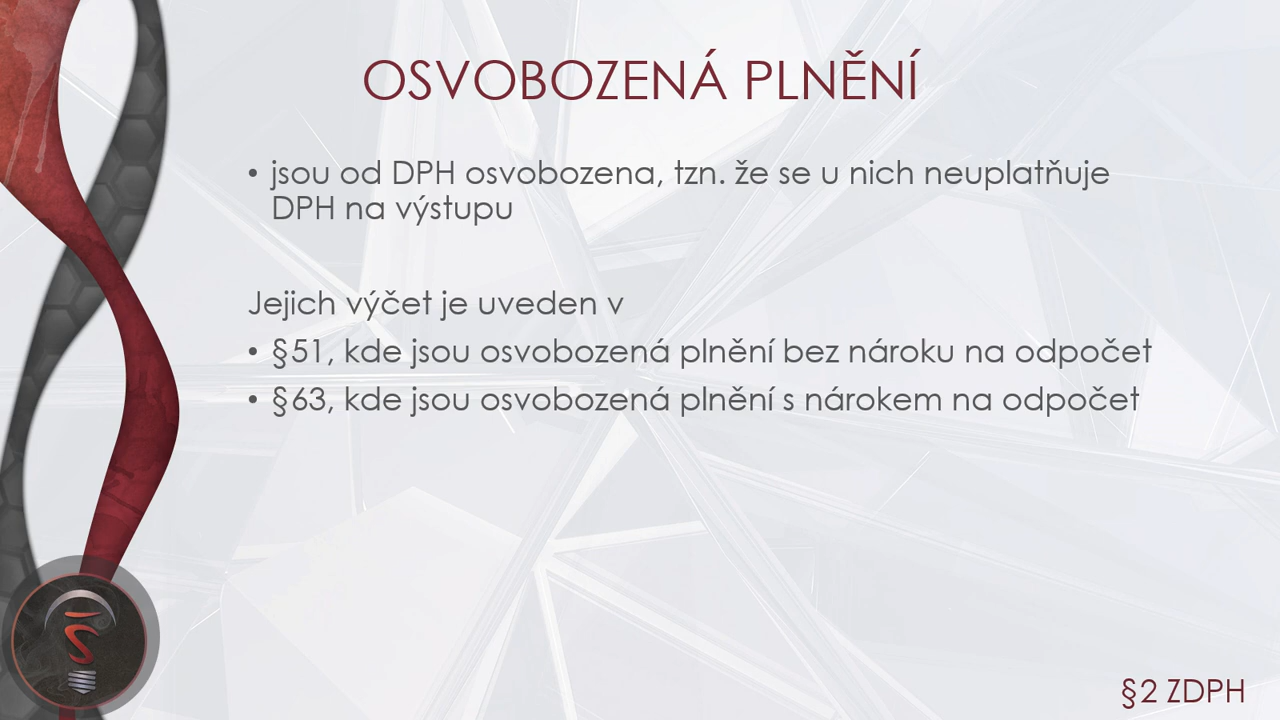 OSVOBOZENÁ PLNĚNÍ
• jsou od DPH osvobozena, tzn. že se u nich neuplatňuje
DPH na výstupu
Jejich výčet je uveden v
• §51, kde jsou osvobozená plnění bez nároku na odpočet
• §63, kde jsou osvobozená plnění s nárokem na odpočet
§2 ZDPH